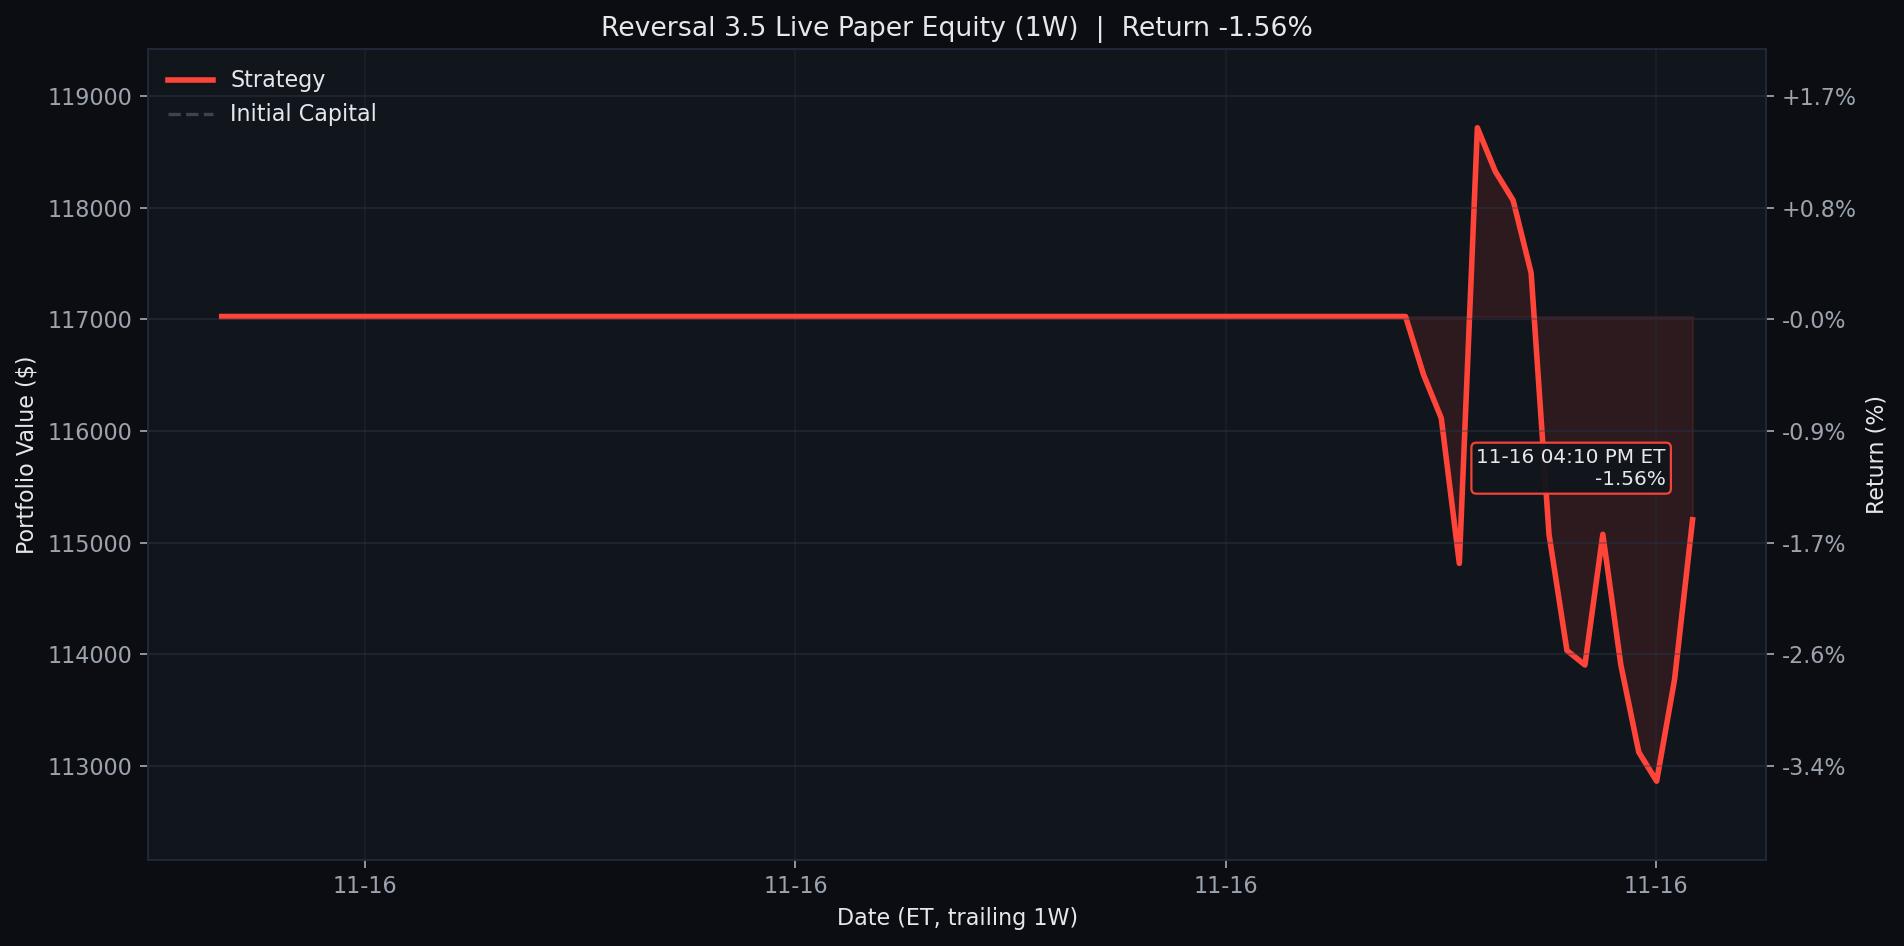 Reversal 3.5 Live Paper Equity (1W)  |  Return -1.56%
Strategy
Initial Capital
119000
118000
117000
116000
115000
114000
113000
Portfolio Value ($)
+1.7%
+0.8%
-0.0%
-0.9%
-1.7%
-2.6%
-3.4%
Return (%)
11-16 04:10 PM ET
-1.56%
11-16
11-16
11-16
11-16
Date (ET, trailing 1W)